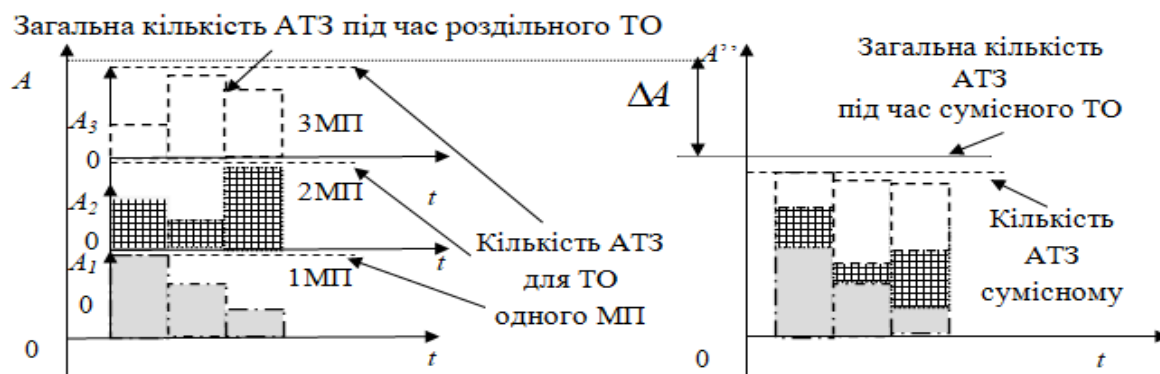 Загальна кількість АТЗ під час роздільного ТО
A
A3
3МП
0
t
2МП
A2
0
t
A1
1МП
0
0
t
Кількість АТЗ
для ТО
одного МП
ΔA
A’’
Загальна кількість
АТЗ
під час сумісного ТО
Кількість
АТЗ
сумісному
0
t